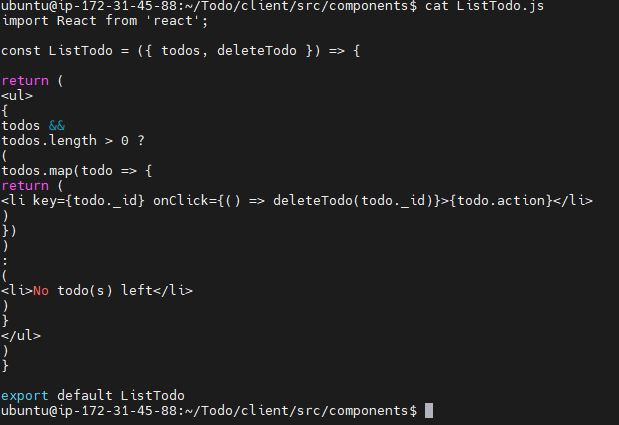 ubuntu@ip-172-31-45-88:~/Todo/client/src/components$ cat ListTodo.js
import React from 'react';
const ListTodo = ({ todos, deleteTodo }) => {
return (
<ul>
{
todos &&
todos.length > 0 ?
(
todos.map(todo => {
return (
<li key={todo._id} onClick={() => deleteTodo(todo._id)}>{todo.action}</li>
)
})
)
:
(
<li>No todo(s) left</li>
)
}
</ul>
)
}
export default ListTodo
ubuntu@ip-172-31-45-88:~/Todo/client/src/components$